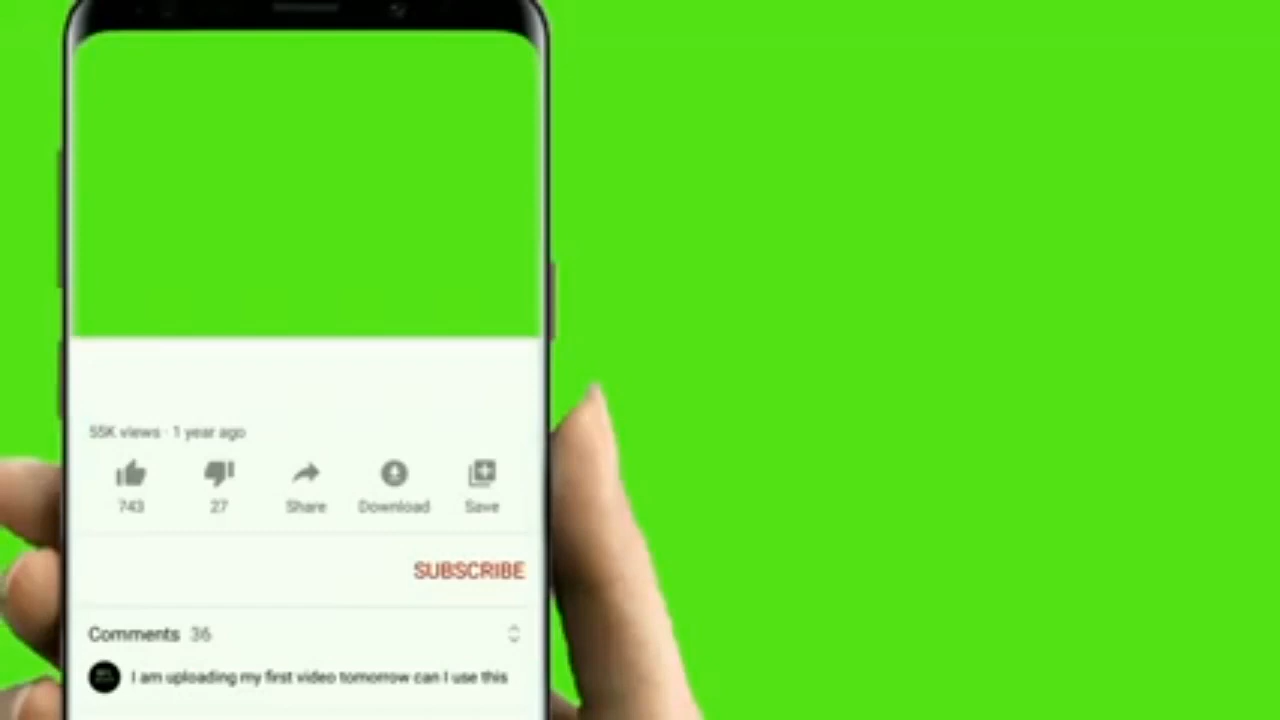 55K views · 1 year ago
743 27 Share Download Save
SUBSCRIBE
Comments 36
I am uploading my first video tomorrow can I use this